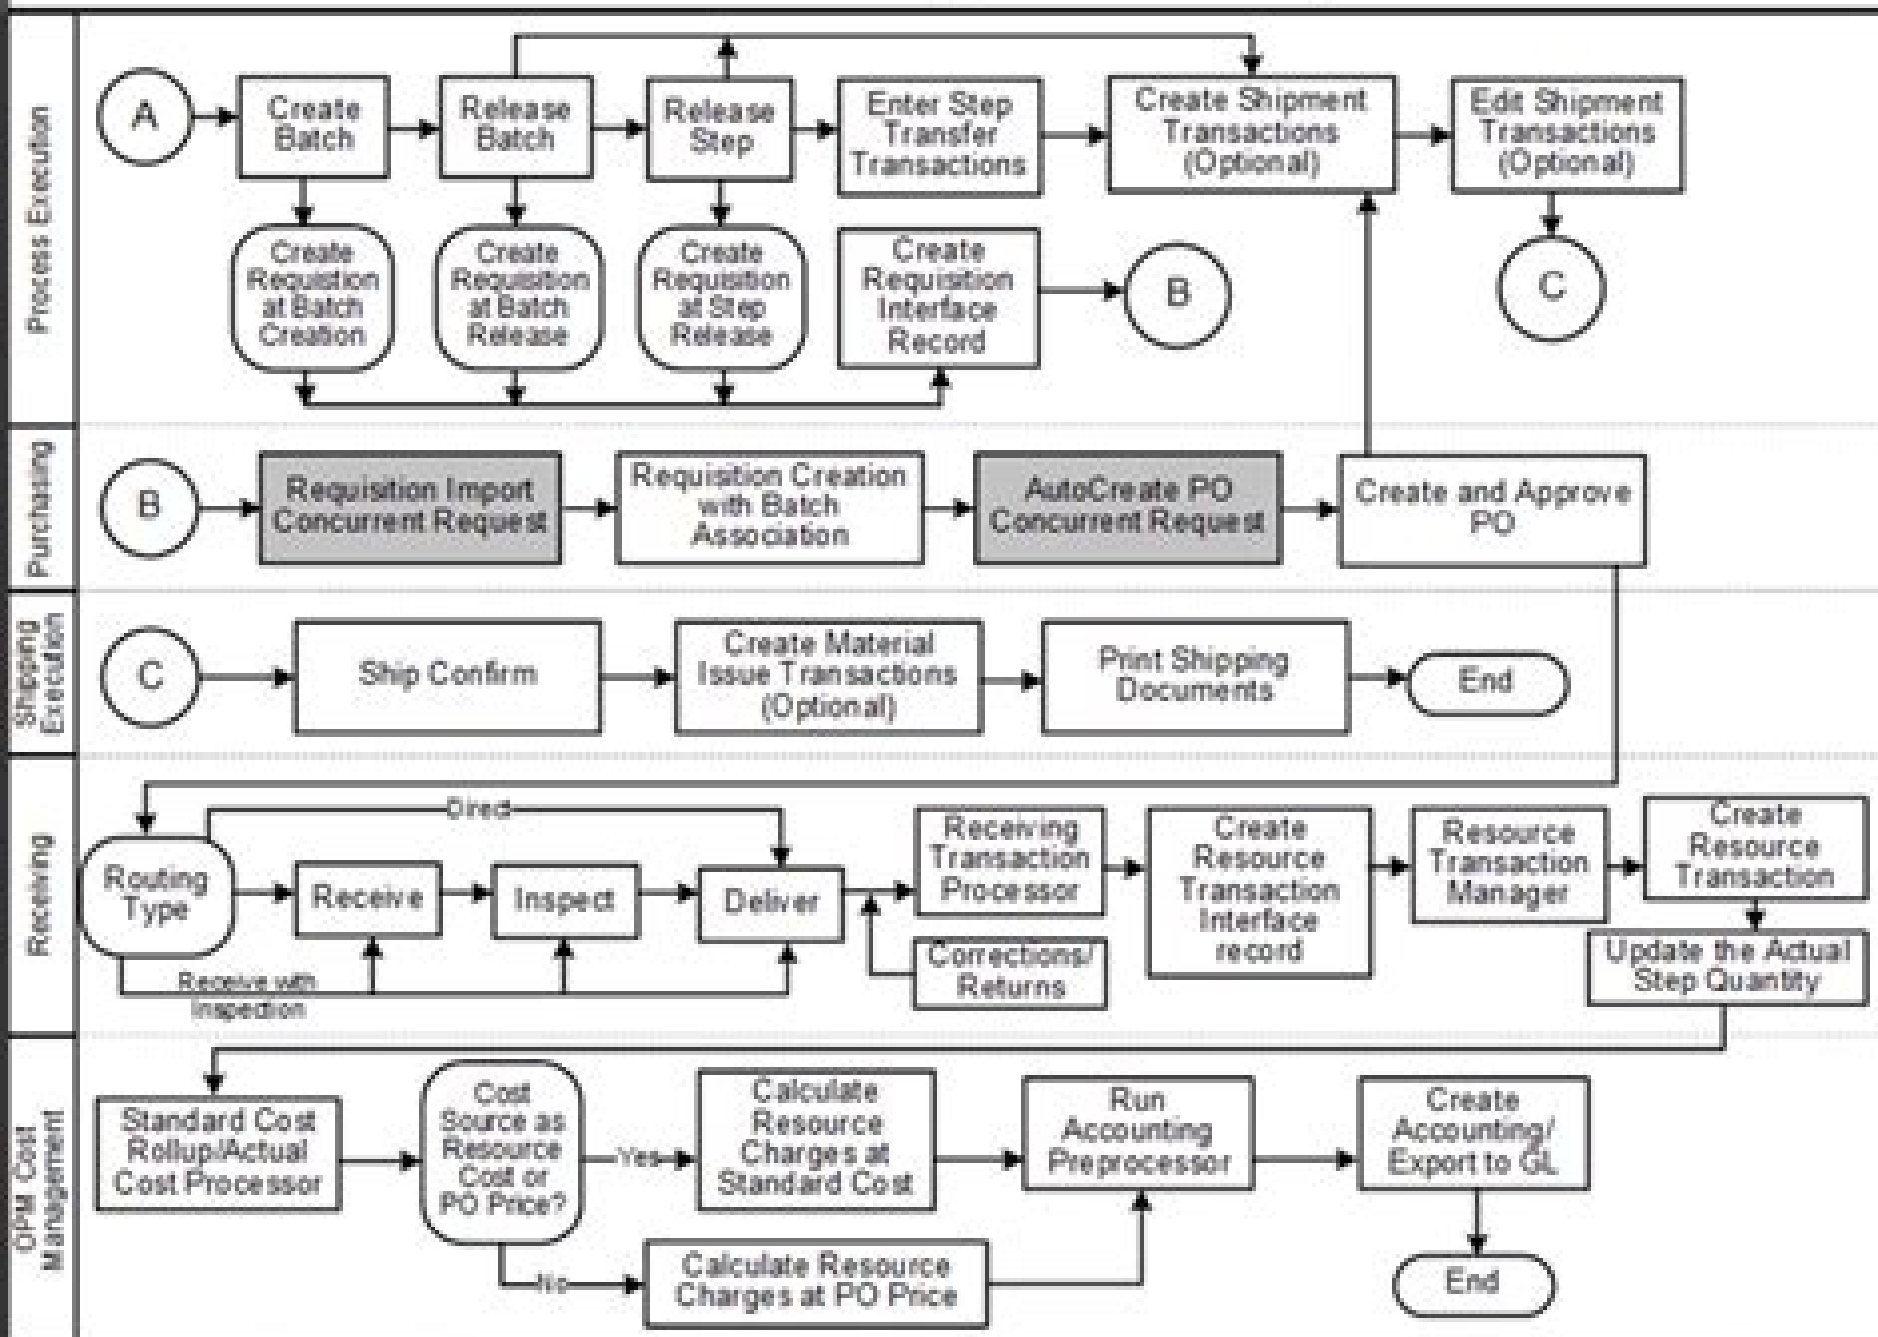 Process Execution
A
Create
Batch
Release
Batch
Release
Step
Enter Step
Transfer
Transactions
Create Shipment
Transactions
(Optional)
Edit Shipment
Transactions
(Optional)
Create
Requistion
at Batch
Creation
Create
Requisition
at Batch
Release
Create
Requisition
at Step
Release
Create
Requisition
Interface
Record
B
C
Purchasing
B
Requisition Import
Concurrent Request
Requisition Creation
with Batch
Association
AutoCreate PO
Concurrent Request
Create and Approve
PO
Shipping
Execution
C
Ship Confirm
Create Material
Issue Transactions
(Optional)
Print Shipping
Documents
End
Receiving
Direct
Routing
Type
Receive
Inspect
Deliver
Receive with
Inspection
Receiving
Transaction
Processor
Corrections/
Returns
Create
Resource
Transaction
Interface
record
Resource
Transaction
Manager
Create
Resource
Transaction
Update the Actual
Step Quantity
OPM Cost
Management
Standard Cost
Rollup/Actual
Cost Processor
Cost
Source as
Resource
Cost or
PO Price?
Yes
Calculate
Resource
Charges at
Standard Cost
No
Calculate Resource
Charges at PO Price
Run
Accounting
Preprocessor
Create
Accounting/
Export to GL
End